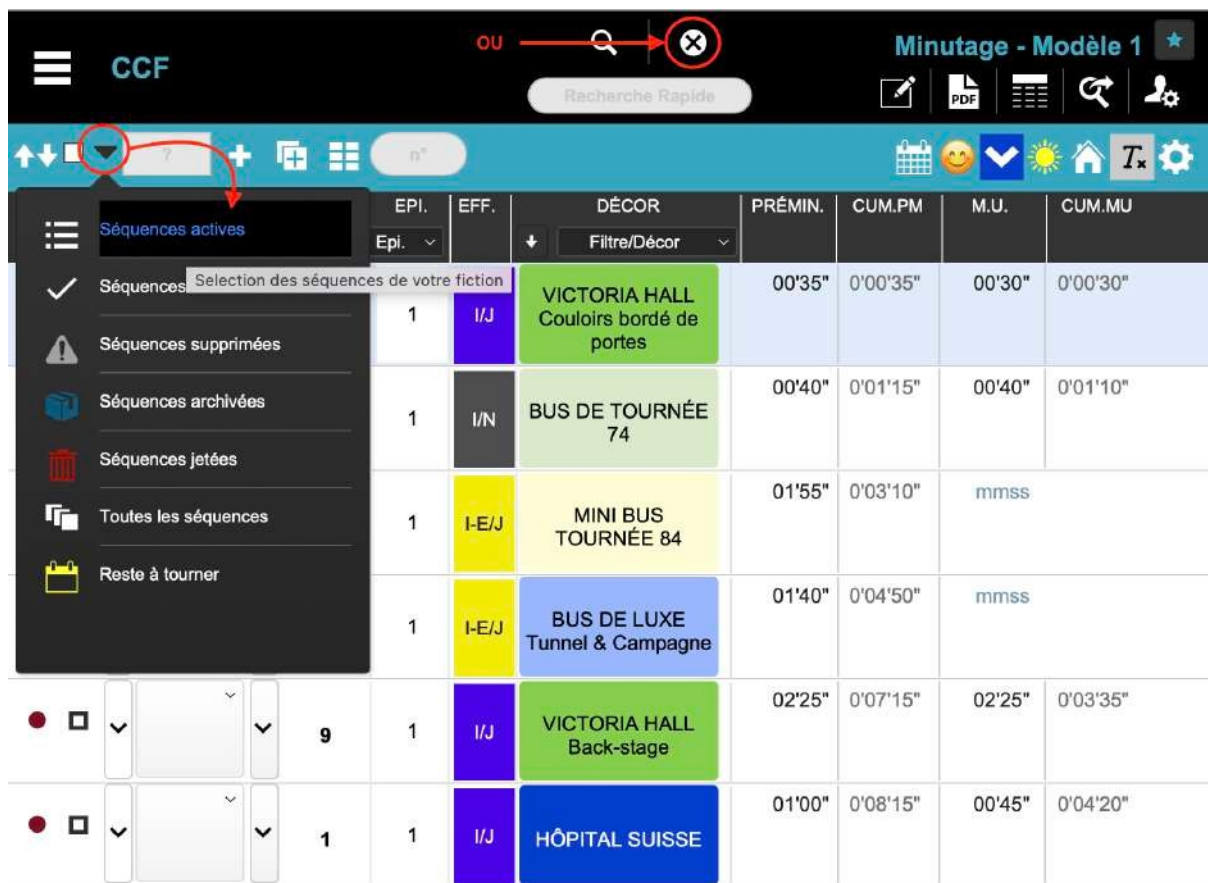 OU
Minutage - Modèle 1
CCF
Recherche Rapide
PDF
?
n°
EPI.
EFF.
DÉCOR
PRÉMIN.
CUM.PM
M.U.
CUM.MU
Epi.
Filtre/Décor
Séquences actives
Selection des séquences de votre fiction
Séquences
Séquences supprimées
Séquences archivées
Séquences jetées
Toutes les séquences
Reste à tourner
1
I/J
VICTORIA HALL
Couloirs bordé de
portes
00'35"
0'00'35"
00'30"
0'00'30"
1
I/N
BUS DE TOURNÉE
74
00'40"
0'01'15"
00'40"
0'01'10"
1
I-E/J
MINI BUS
TOURNÉE 84
01'55"
0'03'10"
mmss
1
I-E/J
BUS DE LUXE
Tunnel & Campagne
01'40"
0'04'50"
mmss
9
1
I/J
VICTORIA HALL
Back-stage
02'25"
0'07'15"
02'25"
0'03'35"
1
1
I/J
HÔPITAL SUISSE
01'00"
0'08'15"
00'45"
0'04'20"